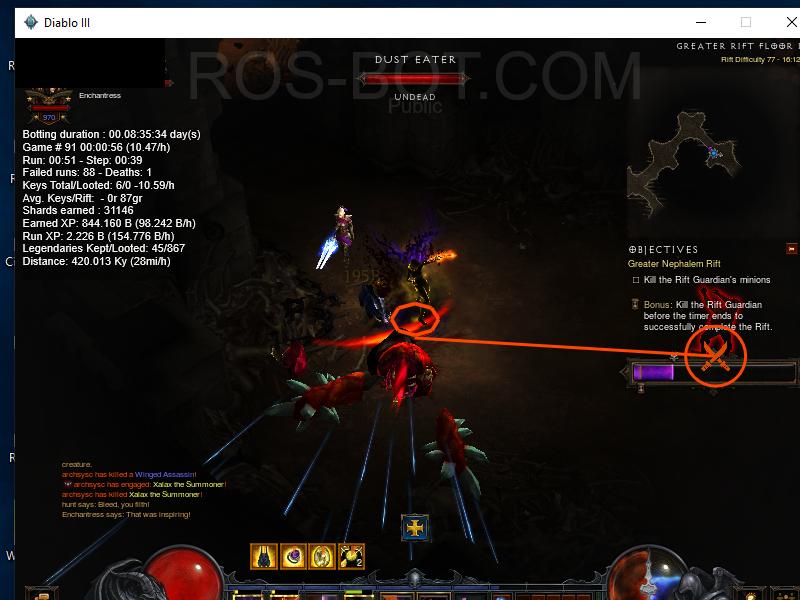 Diablo III
ROS-BOT.COM
Public
DUST EATER
UNDEAD
GREATER RIFT FLOOR
Rift Difficulty 77 - 16:12
Enchantress
970
Botting duration : 00.08:35:34 day(s)
Game # 91 00:00:56 (10.47/h)
Run: 00:51 - Step: 00:39
Failed runs: 88 - Deaths: 1
Keys Total/Looted: 6/0 -10.59/h
Avg. Keys/Rift: - 0r 87gr
Shards earned : 31146
Earned XP: 844.160 B (98.242 B/h)
Run XP: 2.226 B (154.776 B/h)
Legendaries Kept/Looted: 45/867
Distance: 420.013 Ky (28mi/h)
OBJECTIVES
Greater Nephalem Rift
Kill the Rift Guardian's minions
Bonus: Kill the Rift Guardian
before the timer ends to
successfully complete the Rift.
creature.
archsysc has killed a Winged Assassin!
archsysc has engaged: Xalax the Summoner!
archsysc has killed Xalax the Summoner!
hunt says: Bleed, you filth!
Enchantress says: That was inspiring!
2